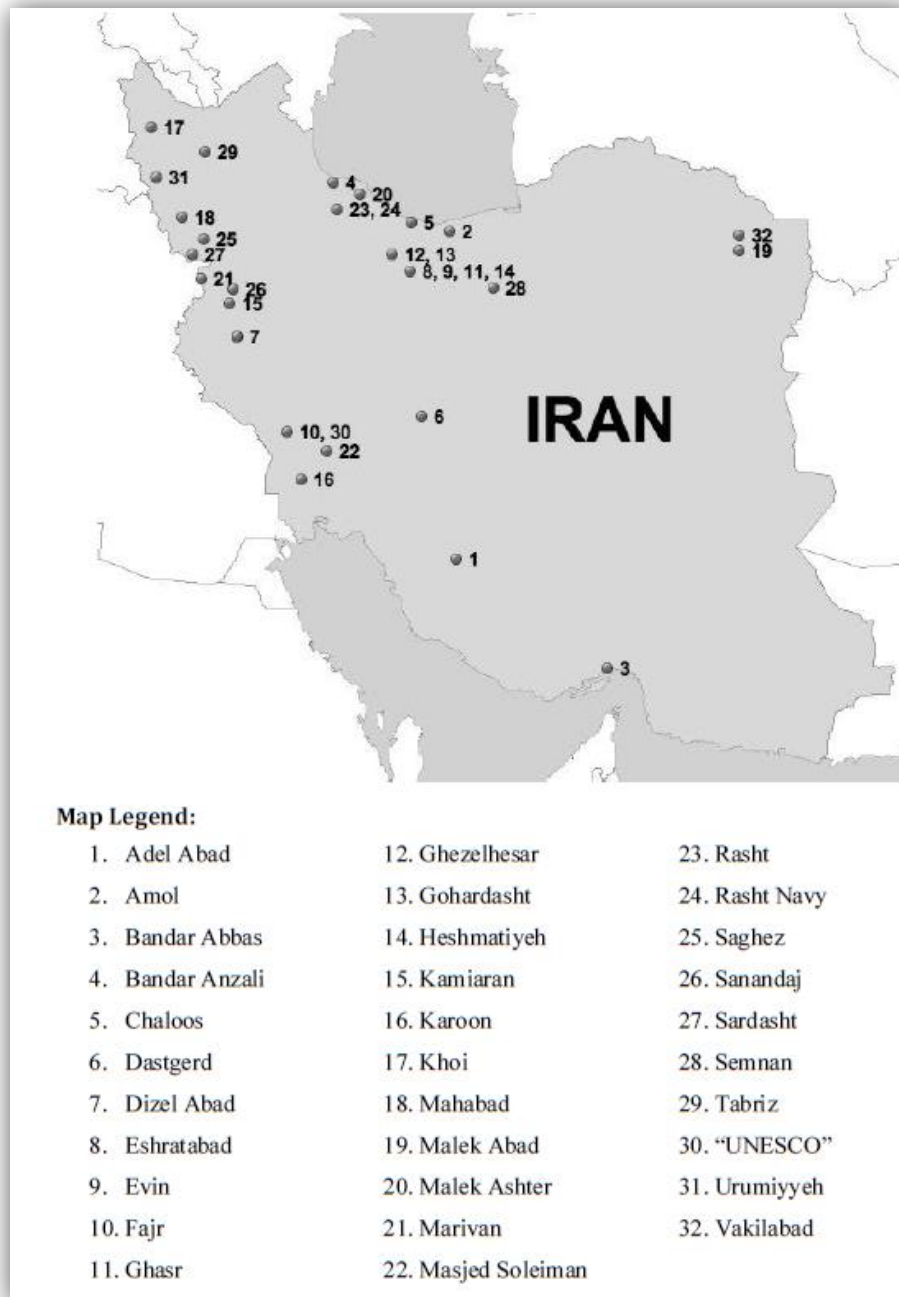 17
29
31
4
20
23, 24
18
5
2
25
32
27
12, 13
19
8, 9, 11, 14
21
26
28
15
7
6
IRAN
10, 30
22
16
1
3
Map Legend:
1. Adel Abad
2. Amol
3. Bandar Abbas
4. Bandar Anzali
5. Chaloos
6. Dastgerd
7. Dizel Abad
8. Eshratabad
9. Evin
10. Fajr
11. Ghasr
12. Ghezelhesar
13. Gohardasht
14. Heshmatiyeh
15. Kamiaran
16. Karoon
17. Khoi
18. Mahabad
19. Malek Abad
20. Malek Ashter
21. Marivan
22. Masjed Soleiman
23. Rasht
24. Rasht Navy
25. Saghez
26. Sanandaj
27. Sardasht
28. Semnan
29. Tabriz
30. “UNESCO”
31. Urumiyyeh
32. Vakilabad